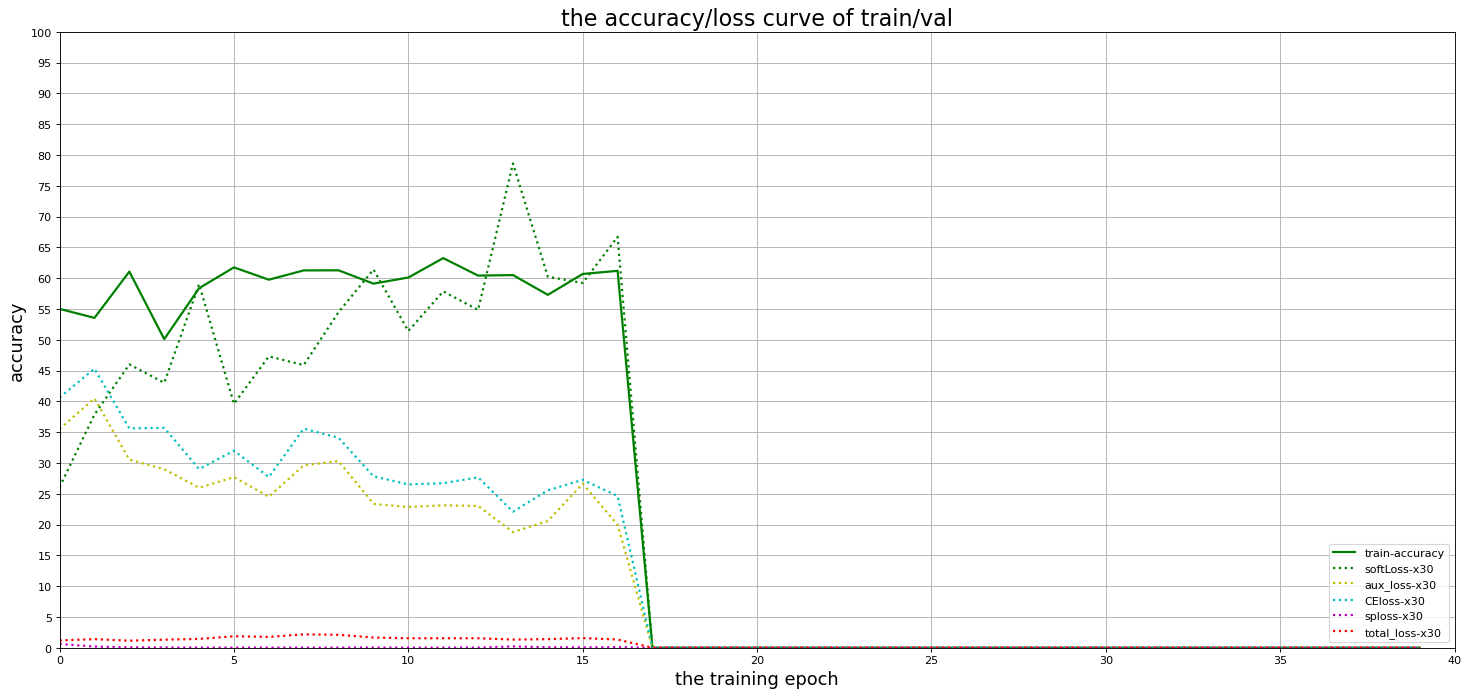 the accuracy/loss curve of train/val
100
95
90
85
80
75
70
65
60
55
50
45
40
35
30
25
20
15
10
5
0
accuracy
train-accuracy
softLoss-x30
aux_loss-x30
CEloss-x30
sploss-x30
total_loss-x30
0 5 10 15 20 25 30 35 40
the training epoch